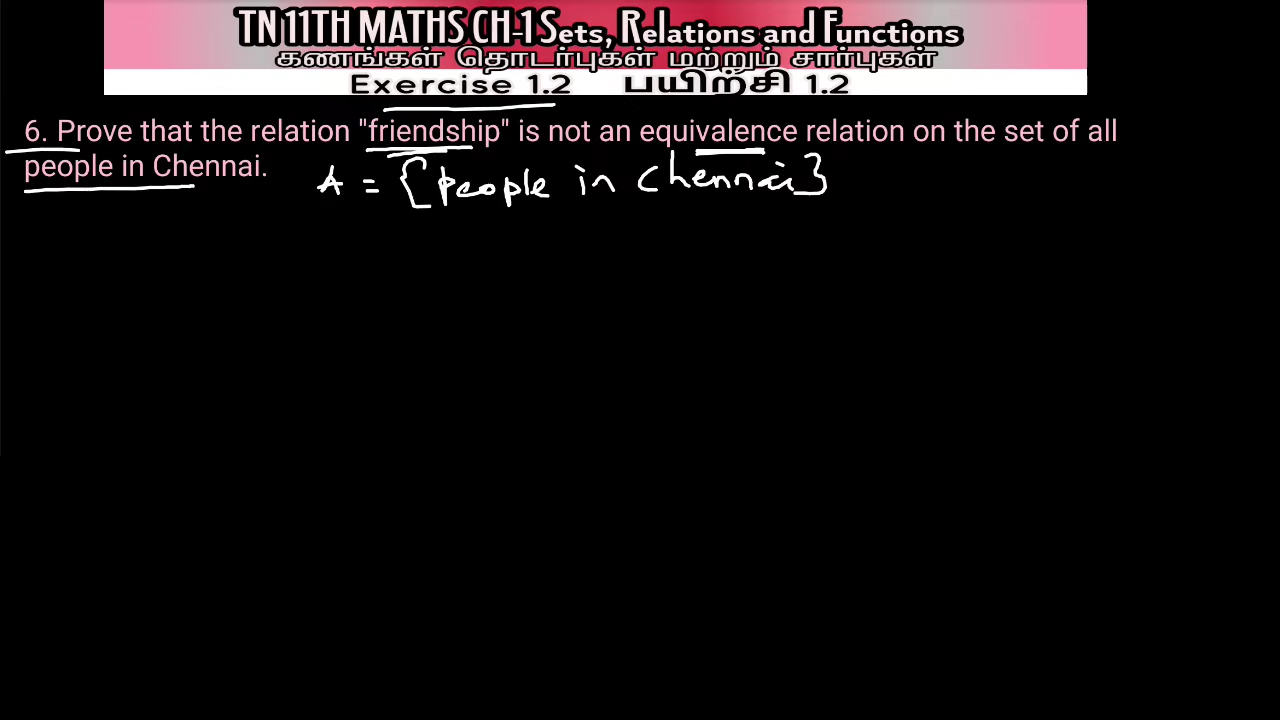 TN 11TH MATHS CH-1 Sets, Relations and Functions
கணங்கள் தொடர்புகள் மற்றும் சார்புகள்
Exercise 1.2 பயிற்சி 1.2
6. Prove that the relation "friendship" is not an equivalence relation on the set of all
people in Chennai.
A = {people in Chennai}